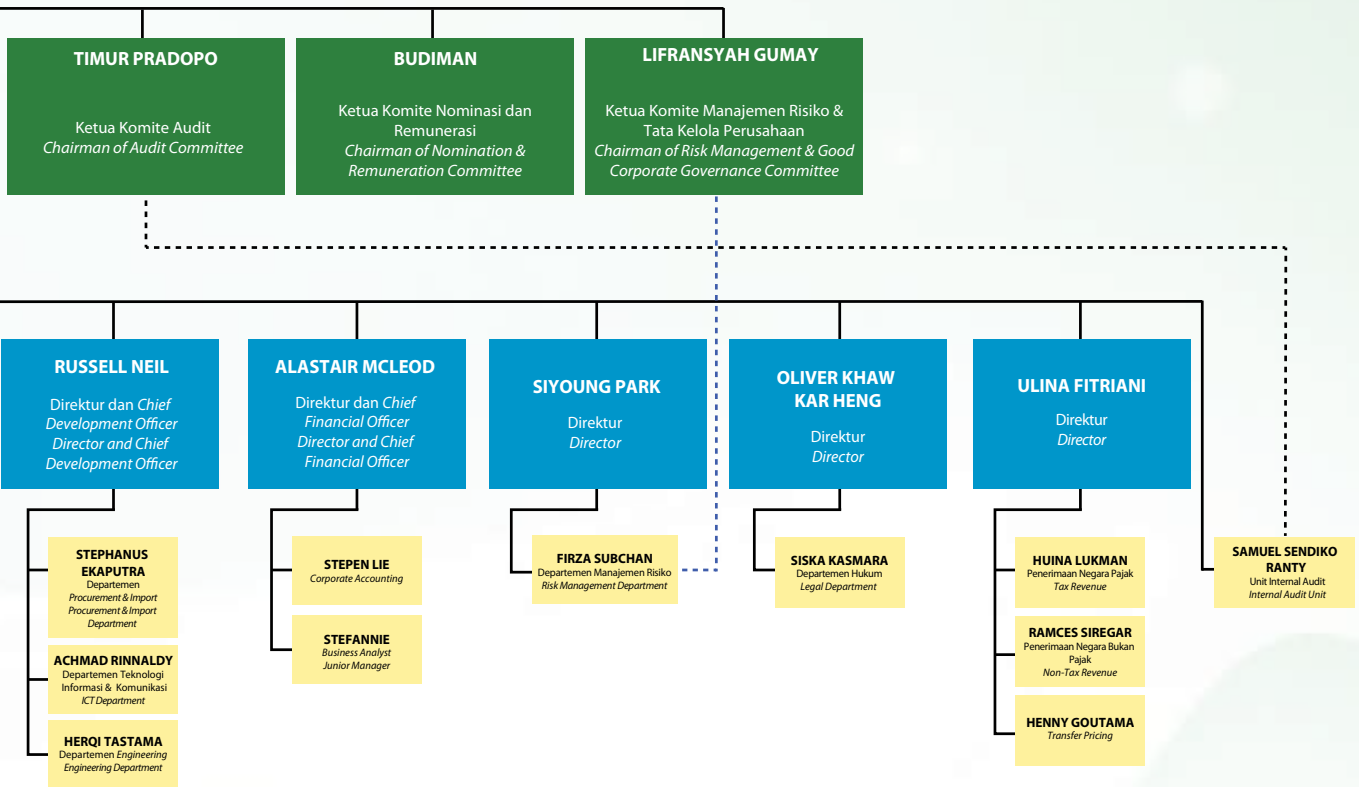 TIMUR PRADOPO
Ketua Komite Audit
Chairman of Audit Committee
BUDIMAN
Ketua Komite Nominasi dan
Remunerasi
Chairman of Nomination &
Remuneration Committee
LIFRANSYAH GUMAY
Ketua Komite Manajemen Risiko &
Tata Kelola Perusahaan
Chairman of Risk Management & Good
Corporate Governance Committee
RUSSELL NEIL
Direktur dan Chief
Development Officer
Director and Chief
Development Officer
ALASTAIR MCLEOD
Direktur dan Chief
Financial Officer
Director and Chief
Financial Officer
SIYOUNG PARK
Direktur
Director
OLIVER KHAW
KAR HENG
Direktur
Director
ULINA FITRIANI
Direktur
Director
STEPHANUS
EKAPUTRA
Departemen
Procurement & Import
Procurement & Import
Department
ACHMAD RINNALDY
Departemen Teknologi
Informasi & Komunikasi
ICT Department
HERQI TASTAMA
Departemen Engineering
Engineering Department
STEPEN LIE
Corporate Accounting
STEFANNIE
Business Analyst
Junior Manager
FIRZA SUBCHAN
Departemen Manajemen Risiko
Risk Management Department
SISKA KASMARA
Departemen Hukum
Legal Department
HUINA LUKMAN
Penerimaan Negara Pajak
Tax Revenue
RAMCES SIREGAR
Penerimaan Negara Bukan
Pajak
Non-Tax Revenue
HENNY GOUTAMA
Transfer Pricing
SAMUEL SENDIKO
RANTY
Unit Internal Audit
Internal Audit Unit